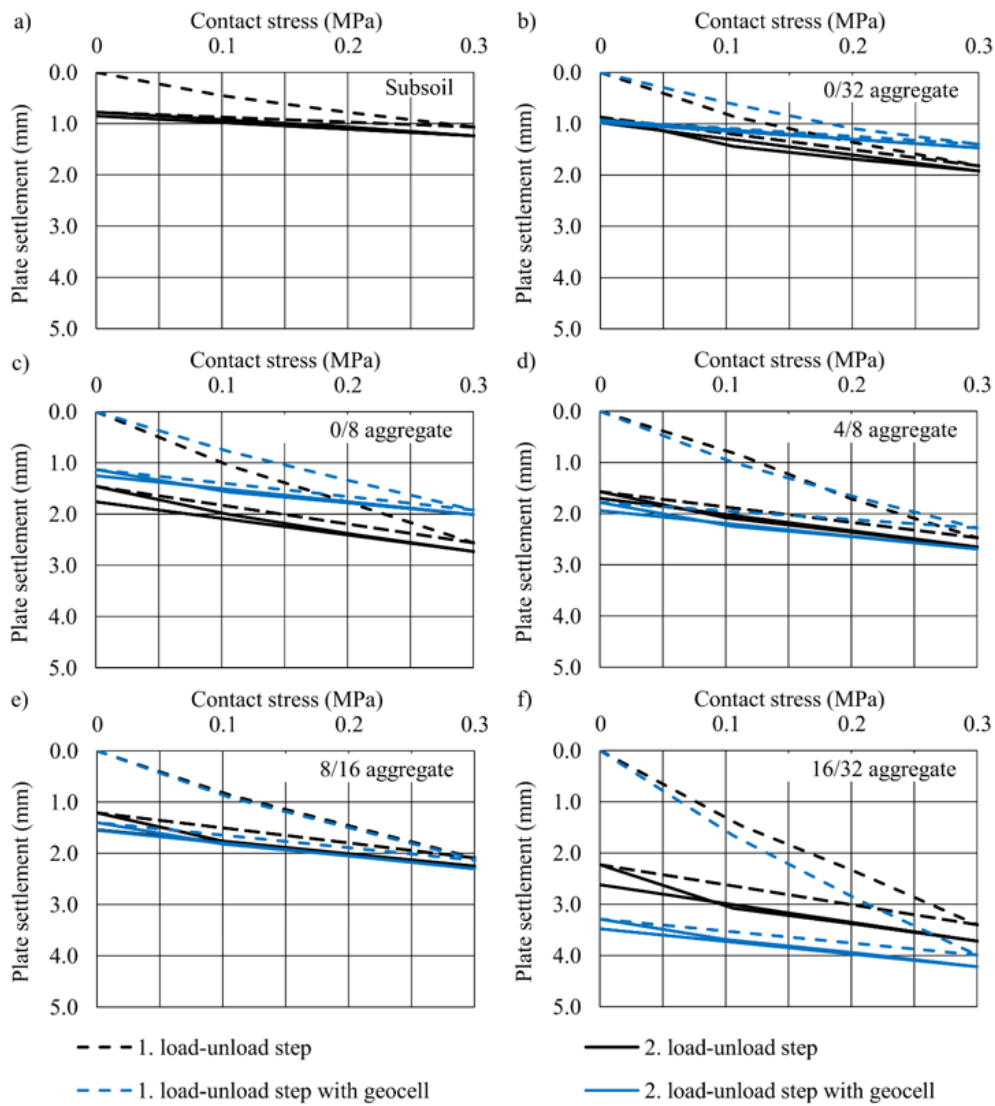 a)
Contact stress (MPa)
0 0.1 0.2 0.3
Plate settlement (mm)
0.0
1.0
2.0
3.0
4.0
5.0
Subsoil
b)
Contact stress (MPa)
0 0.1 0.2 0.3
Plate settlement (mm)
0.0
1.0
2.0
3.0
4.0
5.0
0/32 aggregate
c)
Contact stress (MPa)
0 0.1 0.2 0.3
Plate settlement (mm)
0.0
1.0
2.0
3.0
4.0
5.0
0/8 aggregate
d)
Contact stress (MPa)
0 0.1 0.2 0.3
Plate settlement (mm)
0.0
1.0
2.0
3.0
4.0
5.0
4/8 aggregate
e)
Contact stress (MPa)
0 0.1 0.2 0.3
Plate settlement (mm)
0.0
1.0
2.0
3.0
4.0
5.0
8/16 aggregate
f)
Contact stress (MPa)
0 0.1 0.2 0.3
Plate settlement (mm)
0.0
1.0
2.0
3.0
4.0
5.0
16/32 aggregate
1. load-unload step
2. load-unload step
1. load-unload step with geocell
2. load-unload step with geocell